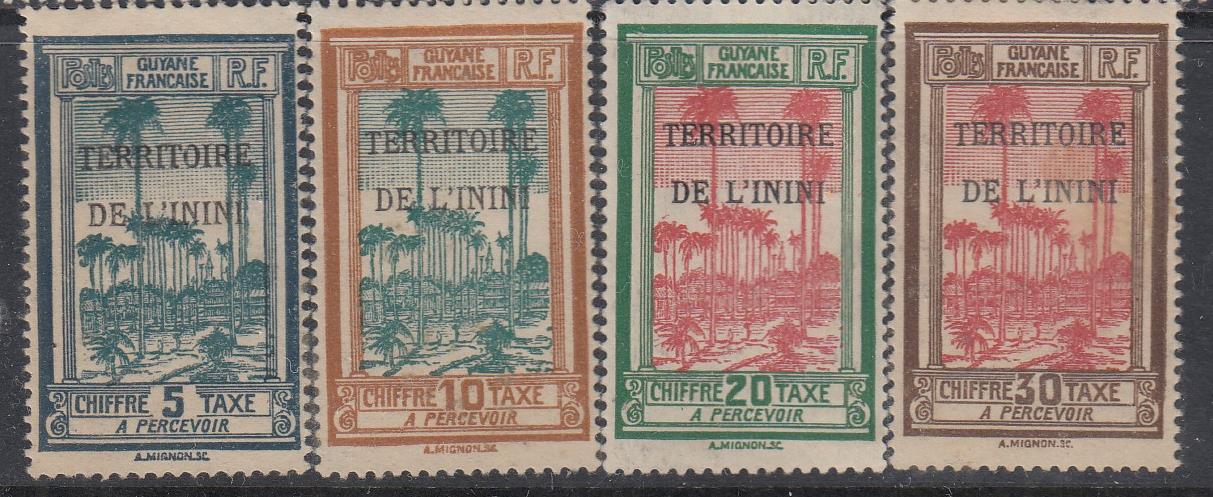 Postes GUYANE FRANCAISE R.F.
TERRITOIRE
DE L'ININI
CHIFFRE 5 TAXE
A PERCEVOIR
A.MIGNON.SC.
Postes GUYANE FRANCAISE R.F.
TERRITOIRE
DE L'ININI
CHIFFRE 10 TAXE
A PERCEVOIR
A.MIGNON.SC.
Postes GUYANE FRANCAISE R.F.
TERRITOIRE
DE L'ININI
CHIFFRE 20 TAXE
A PERCEVOIR
A.MIGNON.SC.
Postes GUYANE FRANCAISE R.F.
TERRITOIRE
DE L'ININI
CHIFFRE 30 TAXE
A PERCEVOIR
A.MIGNON.SC.